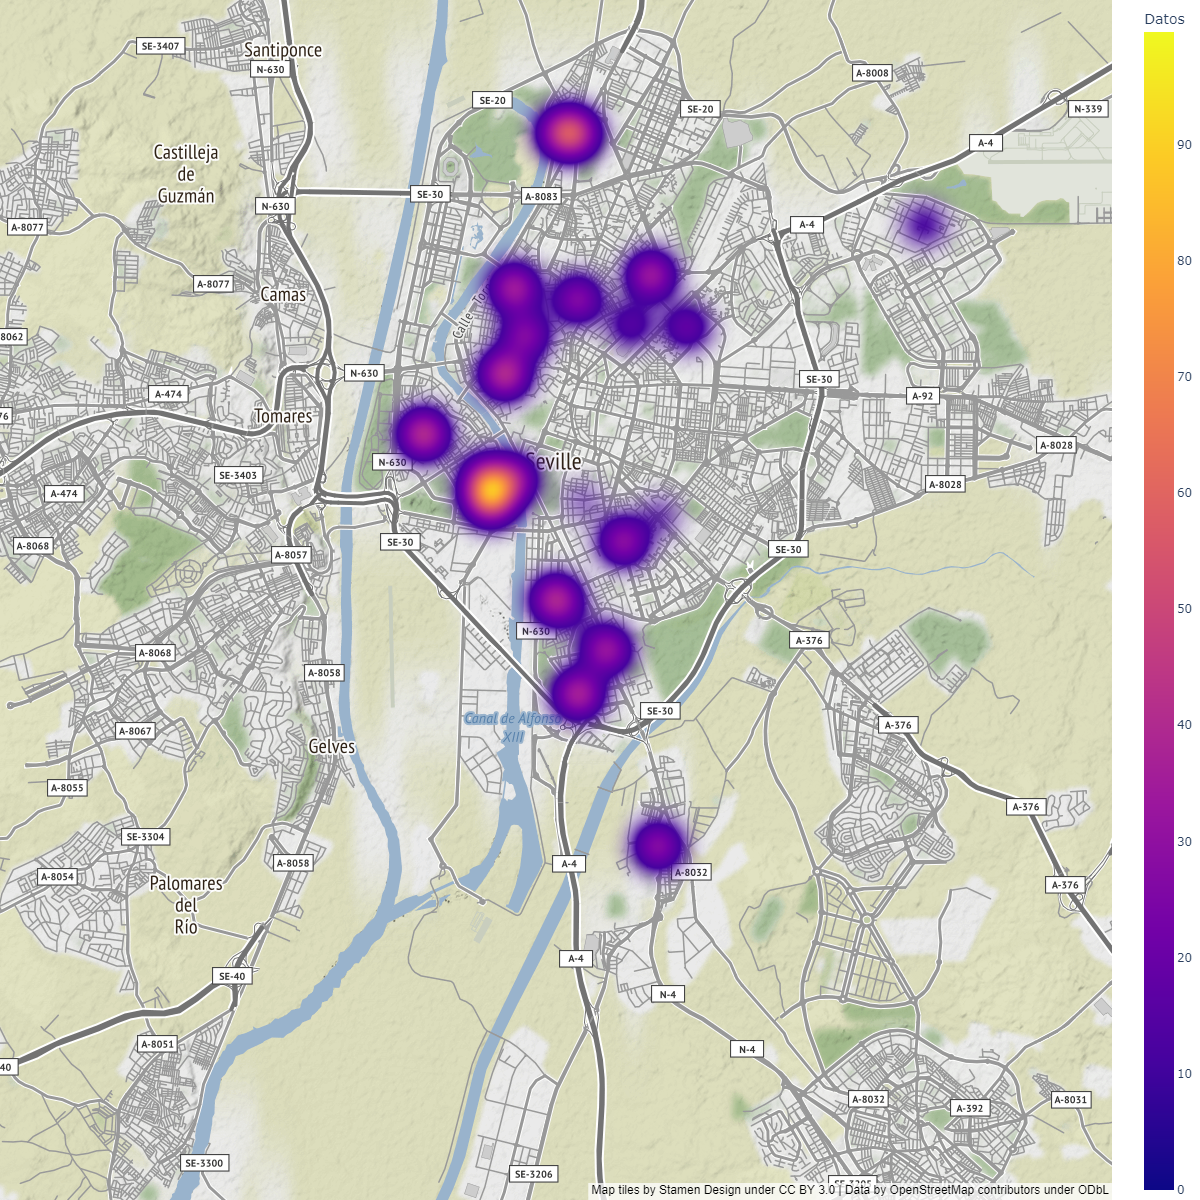 Datos
SE-3407
Santiponce
N-630
A-8008
SE-20
SE-20
N-339
90
A-4
Castilleja
de
Guzmán
SE-30
A-8083
N-630
A-8077
A-4
80
A-8077
Camas
Calle Tor
8062
N-630
SE-30
70
A-474
A-92
76
Tomares
A-8028
N-630
Seville
SE-3403
A-8028
A-474
60
SE-30
A-8068
A-8057
SE-30
50
N-630
A-376
A-8068
A-8058
SE-30
Canal de Alfonso
XIII
A-376
40
A-8067
Gelves
A-8055
A-376
SE-3304
30
A-8058
A-4
A-8032
A-8054
Palomares
del
Río
A-376
20
A-4
SE-40
N-4
A-8051
N-4
40
10
A-8032
A-392
A-8031
SE-3300
SE-3206
SE-3205
0
Map tiles by Stamen Design under CC BY 3.0 | Data by OpenStreetMap contributors under ODbL